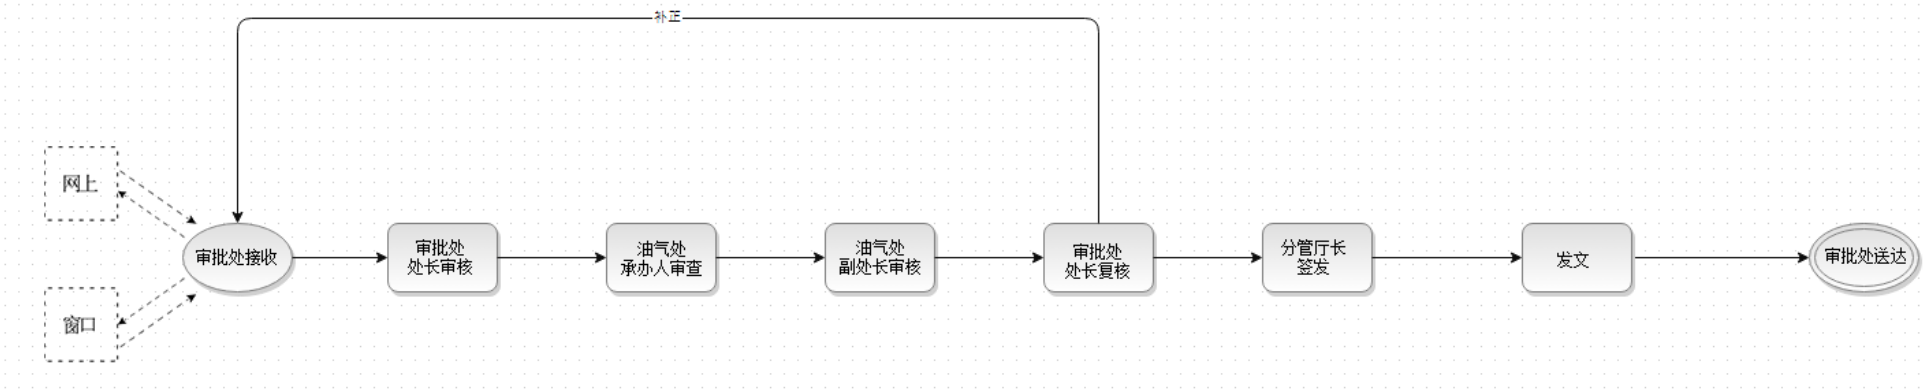 补正
网上
窗口
审批处接收
审批处
处长审核
油气处
承办人审查
油气处
副处长审核
审批处
处长复核
分管厅长
签发
发文
审批处送达